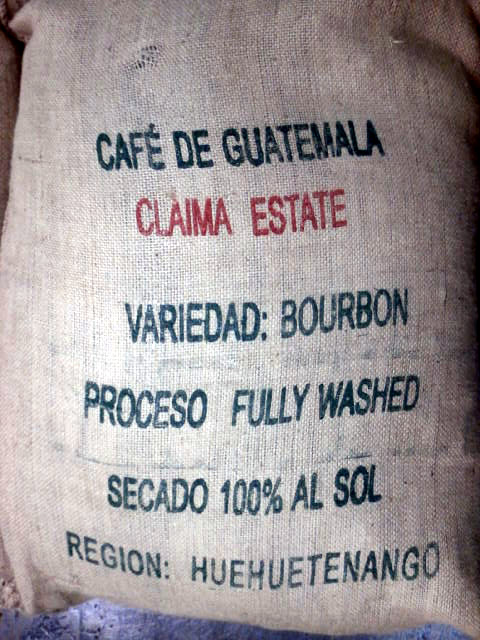 CAFÉ DE GUATEMALA
CLAIMA ESTATE
VARIEDAD: BOURBON
PROCESO FULLY WASHED
SECADO 100% AL SOL
REGION: HUEHUETENANGO